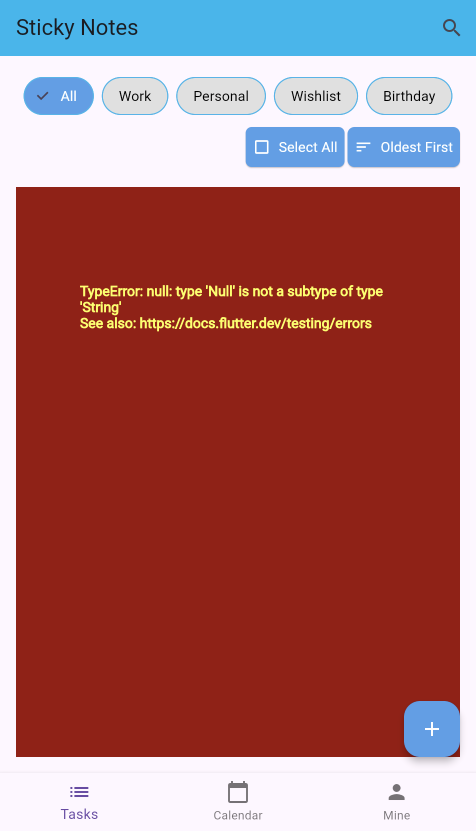 Sticky Notes
All
Work
Personal
Wishlist
Birthday
Select All
Oldest First
TypeError: null: type 'Null' is not a subtype of type
'String'
See also: https://docs.flutter.dev/testing/errors
Tasks
Calendar
Mine